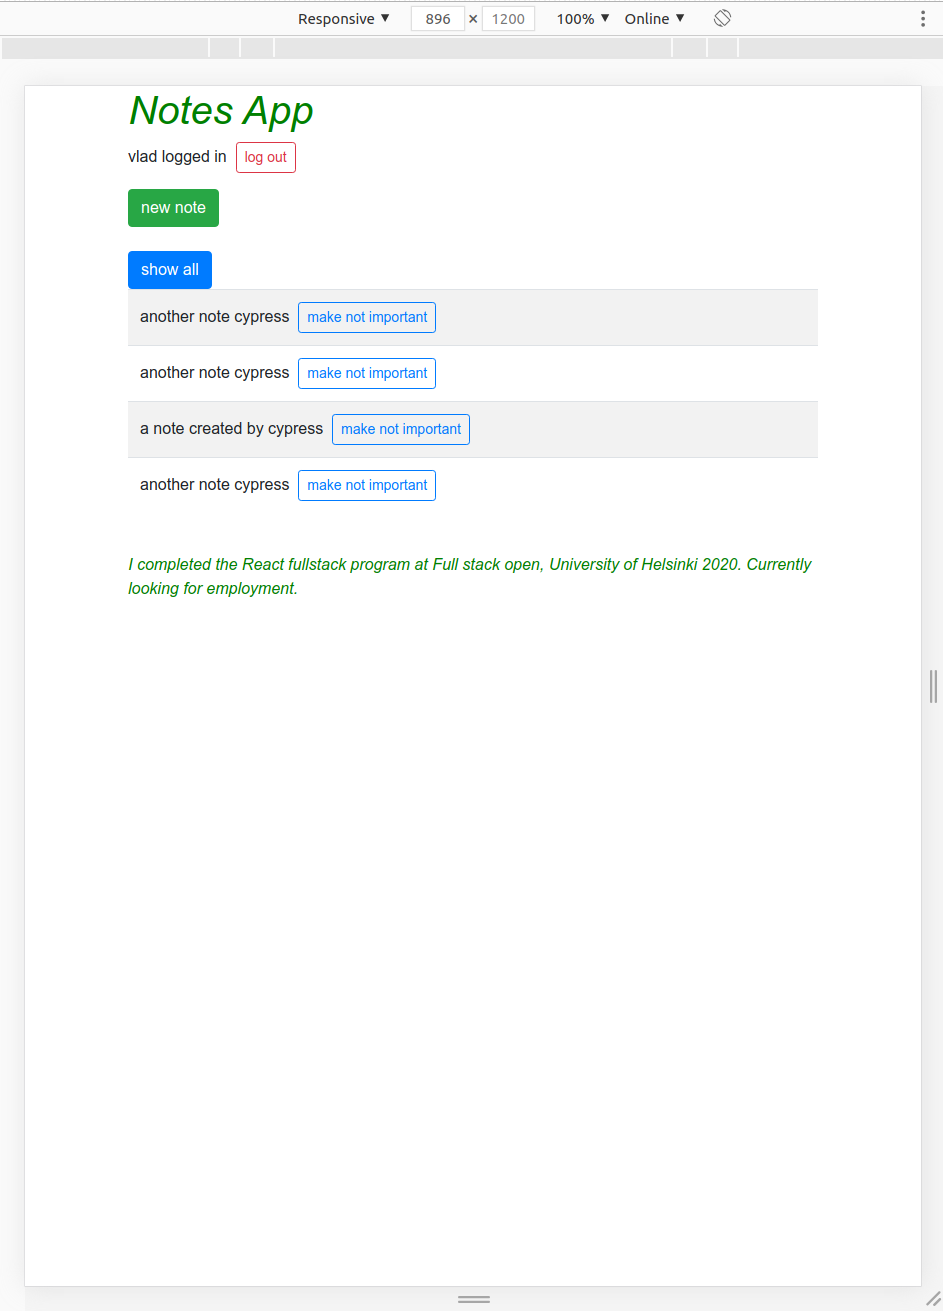 Responsive ▼ 896 × 1200 100% ▼ Online ▼
Notes App
vlad logged in log out
new note
show all
another note cypress make not important
another note cypress make not important
a note created by cypress make not important
another note cypress make not important
I completed the React fullstack program at Full stack open, University of Helsinki 2020. Currently
looking for employment.